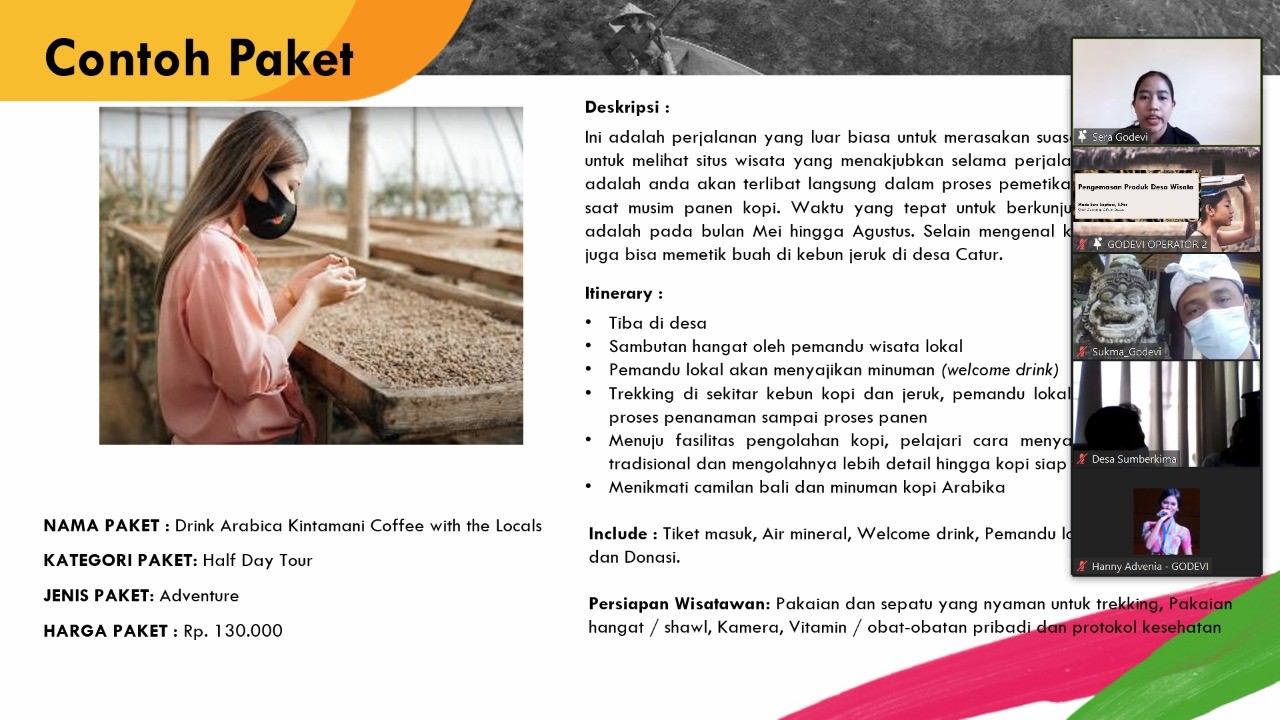 Contoh Paket
Deskripsi :
Ini adalah perjalanan yang luar biasa untuk merasakan
untuk melihat situs wisata yang menakjubkan selama
adalah anda akan terlibat langsung dalam proses
saat musim panen kopi. Waktu yang tepat untuk
adalah pada bulan Mei hingga Agustus. Selain mengenal
juga bisa memetik buah di kebun jeruk di desa Catur.
Itinerary :
• Tiba di desa
• Sambutan hangat oleh pemandu wisata lokal
• Pemandu lokal akan menyajikan minuman (welcome drink)
• Trekking di sekitar kebun kopi dan jeruk, pemandu lokal
proses penanaman sampai proses panen
• Menuju fasilitas pengolahan kopi, pelajari cara
tradisional dan mengolahnya lebih detail hingga kopi siap
• Menikmati camilan bali dan minuman kopi Arabika
Include : Tiket masuk, Air mineral, Welcome drink, Pemandu
dan Donasi.
Persiapan Wisatawan: Pakaian dan sepatu yang nyaman untuk trekking, Pakaian
hangat / shawl, Kamera, Vitamin / obat-obatan pribadi dan protokol kesehatan
NAMA PAKET : Drink Arabica Kintamani Coffee with the Locals
KATEGORI PAKET: Half Day Tour
JENIS PAKET: Adventure
HARGA PAKET : Rp. 130.000
Sera Godevi
Pengemasan Produk Desa Wisata
GODEVI OPERATOR 2
Sukma_Godevi
Desa Sumberkima
Hanny Advenia - GODEVI